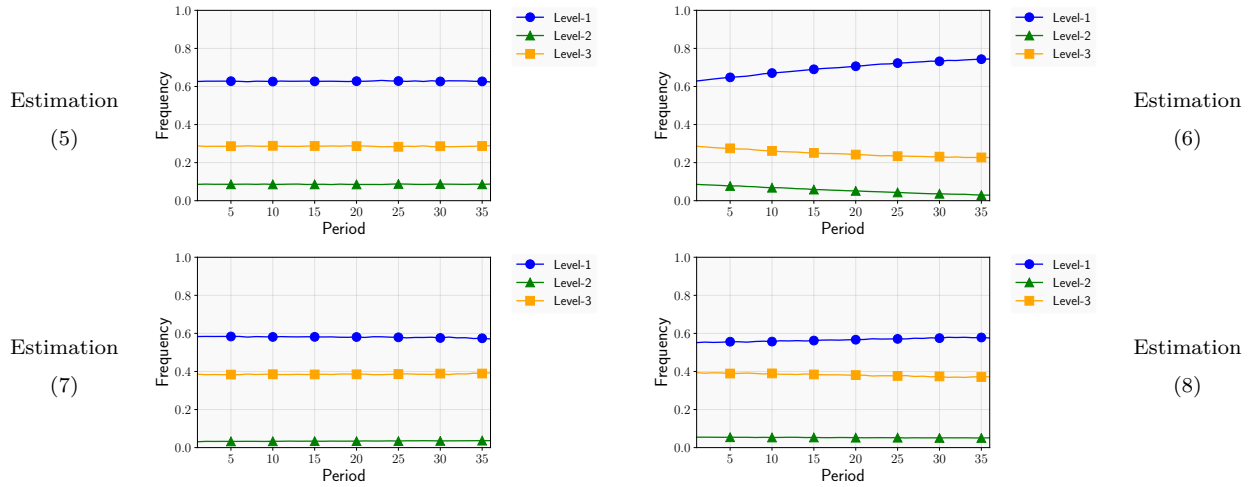 Estimation
(5)
Frequency
1.0
0.8
0.6
0.4
0.2
0.0
5 10 15 20 25 30 35
Period
Level-1
Level-2
Level-3
Frequency
1.0
0.8
0.6
0.4
0.2
0.0
5 10 15 20 25 30 35
Period
Level-1
Level-2
Level-3
Estimation
(6)
Estimation
(7)
Frequency
1.0
0.8
0.6
0.4
0.2
0.0
5 10 15 20 25 30 35
Period
Level-1
Level-2
Level-3
Frequency
1.0
0.8
0.6
0.4
0.2
0.0
5 10 15 20 25 30 35
Period
Level-1
Level-2
Level-3
Estimation
(8)